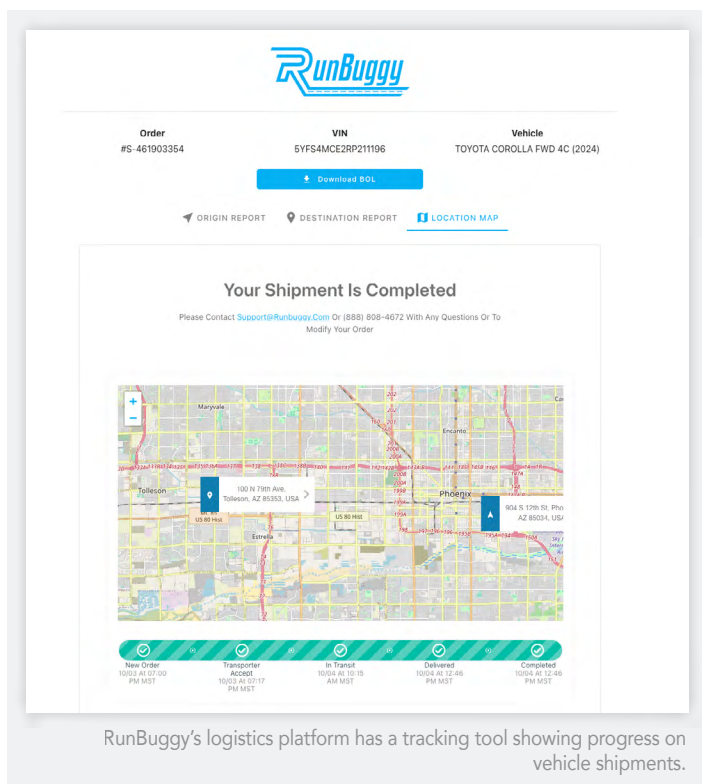 RunBuggy
Order
#S-461903354
VIN
5YFS4MCE2RP211196
Vehicle
TOYOTA COROLLA FWD 4C (2024)
Download BOL
ORIGIN REPORT
DESTINATION REPORT
LOCATION MAP
Your Shipment Is Completed
Please Contact Support@Runbuggy.Com Or (888) 808-4672 With Any Questions Or To
Modify Your Order
+
−
Maryvale
202
202
Encanto
Tolleson
100 N 79th Ave,
Tolleson, AZ 85353, USA
Phoenix
904 S 12th St, Pho
AZ 85034, USA
US 80 Hist
US 80 Hist
Estrella
New Order
10/03 At 07:00
PM MST
Transporter
Accept
10/03 At 07:17
PM MST
In Transit
10/04 At 10:15
AM MST
Delivered
10/04 At 12:46
PM MST
Completed
10/04 At 12:46
PM MST
RunBuggy's logistics platform has a tracking tool showing progress on
vehicle shipments.